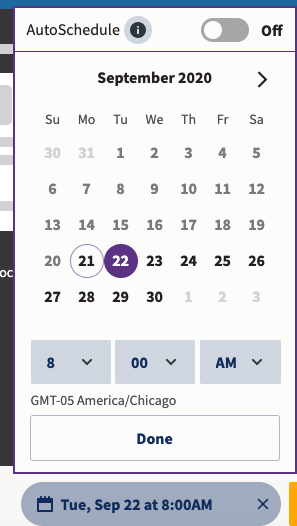 AutoSchedule i Off
September 2020
Su Mo Tu We Th Fr Sa
30 31 1 2 3 4 5
6 7 8 9 10 11 12
13 14 15 16 17 18 19
20 21 22 23 24 25 26
27 28 29 30 1 2 3
8 00 AM
GMT-05 America/Chicago
Done
Tue, Sep 22 at 8:00AM